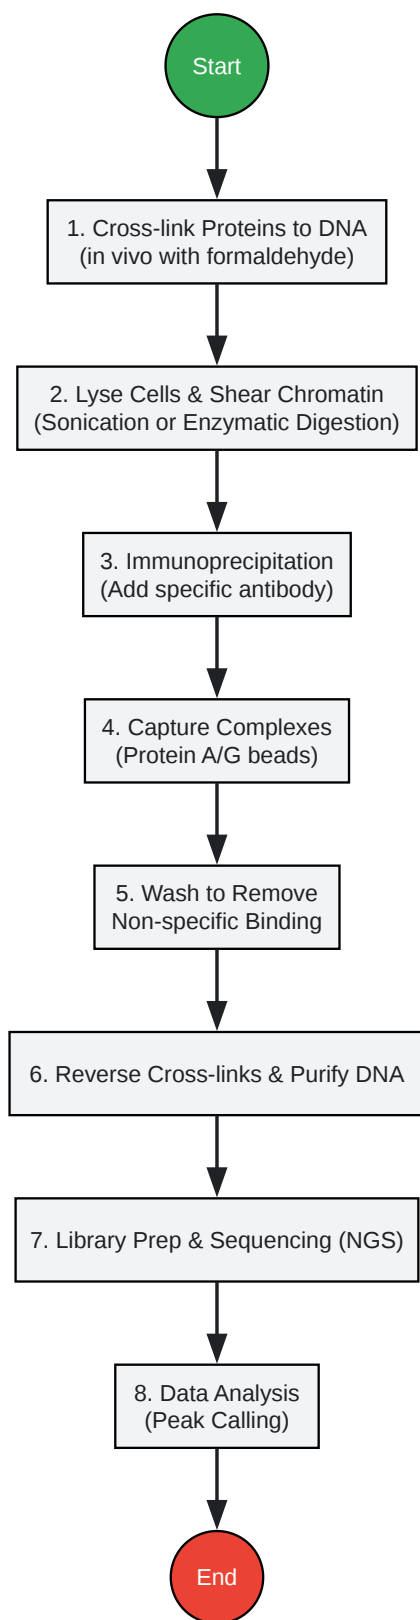 Start
1. Cross-link Proteins to DNA
(in vivo with formaldehyde)
2. Lyse Cells & Shear Chromatin
(Sonication or Enzymatic Digestion)
3. Immunoprecipitation
(Add specific antibody)
4. Capture Complexes
(Protein A/G beads)
5. Wash to Remove
Non-specific Binding
6. Reverse Cross-links & Purify DNA
7. Library Prep & Sequencing (NGS)
8. Data Analysis
(Peak Calling)
End